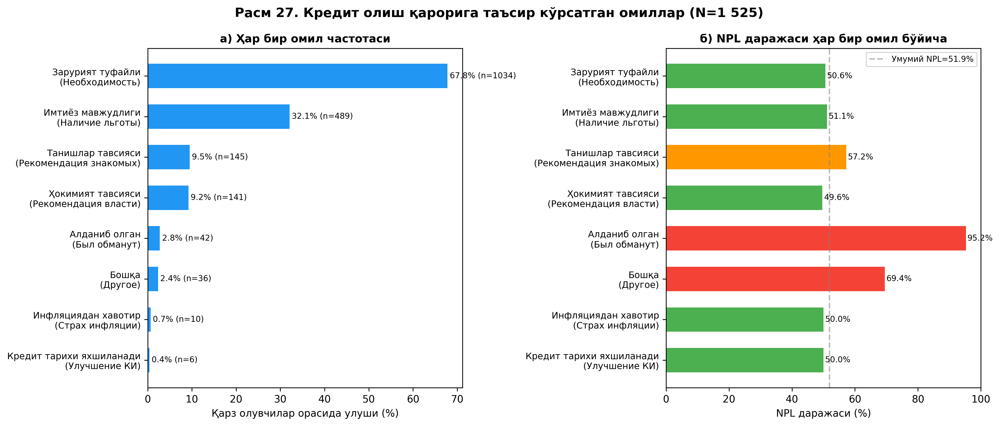 Расм 27. Кредит олиш қарорига таъсир кўрсатган омиллар (N=1 525)
а) Ҳар бир омил частотаси
Зарурият туфайли
(Необходимость)
67.8% (n=1034)
Имтиёз мавжудлиги
(Наличие льготы)
32.1% (n=489)
Танишлар тавсияси
(Рекомендация знакомых)
9.5% (n=145)
Ҳокимият тавсияси
(Рекомендация власти)
9.2% (n=141)
Алданиб олган
(Был обманут)
2.8% (n=42)
Бошқа
(Другое)
2.4% (n=36)
Инфляциядан хавотир
(Страх инфляции)
0.7% (n=10)
Кредит тарихи яхшиланади
(Улучшение КИ)
0.4% (n=6)
0 10 20 30 40 50 60 70
Қарз олувчилар орасида улуши (%)
б) NPL даражаси ҳар бир омил бўйича
Умумий NPL=51.9%
Зарурият туфайли
(Необходимость)
50.6%
Имтиёз мавжудлиги
(Наличие льготы)
51.1%
Танишлар тавсияси
(Рекомендация знакомых)
57.2%
Ҳокимият тавсияси
(Рекомендация власти)
49.6%
Алданиб олган
(Был обманут)
95.2%
Бошқа
(Другое)
69.4%
Инфляциядан хавотир
(Страх инфляции)
50.0%
Кредит тарихи яхшиланади
(Улучшение КИ)
50.0%
0 20 40 60 80 100
NPL даражаси (%)